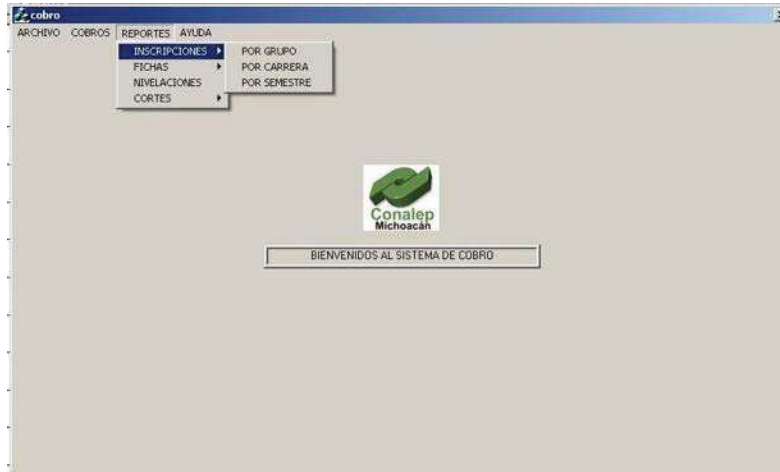 cobro
ARCHIVO COBROS REPORTES AYUDA
INSCRIPCIONES POR GRUPO
FICHAS POR CARRERA
NIVELACIONES POR SEMESTRE
CORTES
Conalep
Michoacán
BIENVENIDOS AL SISTEMA DE COBRO